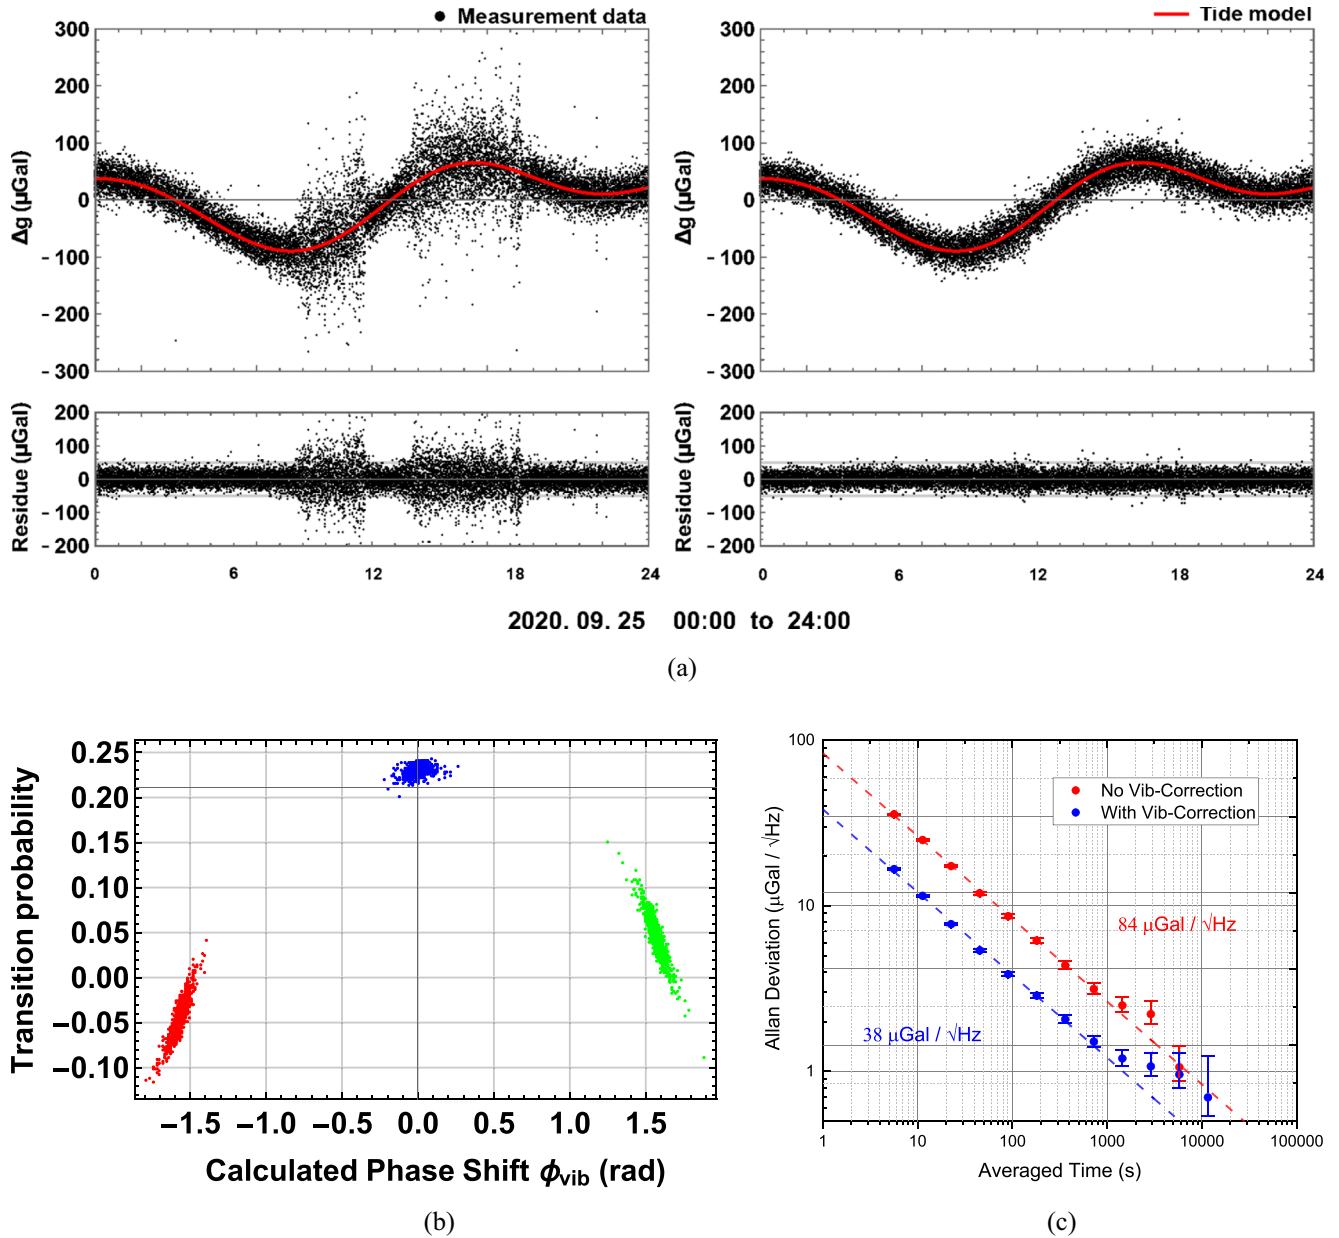 Measurement data
Tide model
300
200
100
0
- 100
- 200
- 300
Δg (µGal)
300
200
100
0
- 100
- 200
- 300
Δg (µGal)
200
100
0
- 100
- 200
Residue (µGal)
200
100
0
- 100
- 200
Residue (µGal)
0 6 12 18 24
0 6 12 18 24
2020. 09. 25 00:00 to 24:00
(a)
0.25
0.20
0.15
0.10
0.05
0.00
−0.05
−0.10
Transition probability
−1.5 −1.0 −0.5 0.0 0.5 1.0 1.5
Calculated Phase Shift ϕvib (rad)
(b)
100
10
1
Allan Deviation (µGal / √Hz)
No Vib-Correction
With Vib-Correction
84 µGal / √Hz
38 µGal / √Hz
1 10 100 1000 10000 100000
Averaged Time (s)
(c)